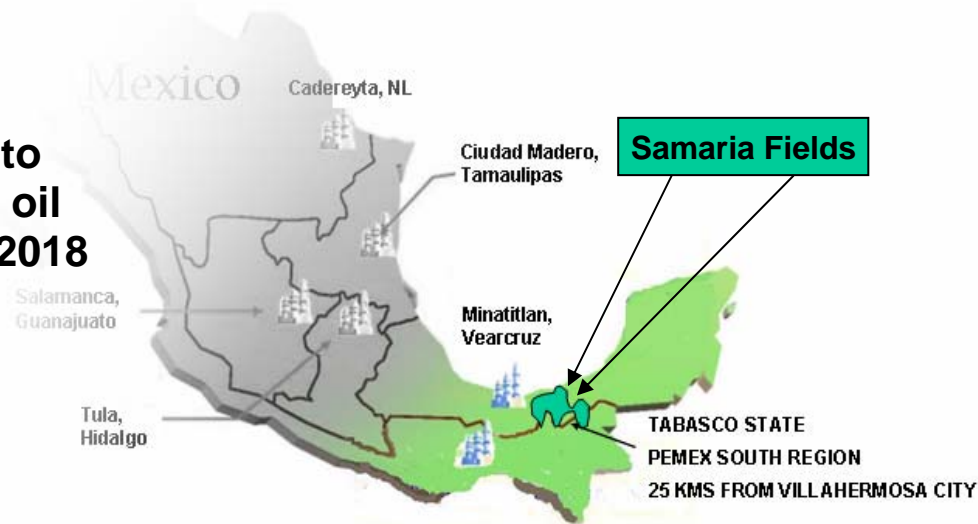 Mexico
Cadereyta, NL
to
oil
2018
Ciudad Madero,
Tamaulipas
Samaria Fields
Salamanca,
Guanajuato
Minatitlan,
Vearcruz
Tula,
Hidalgo
TABASCO STATE
PEMEX SOUTH REGION
25 KMS FROM VILLAHERMOSA CITY